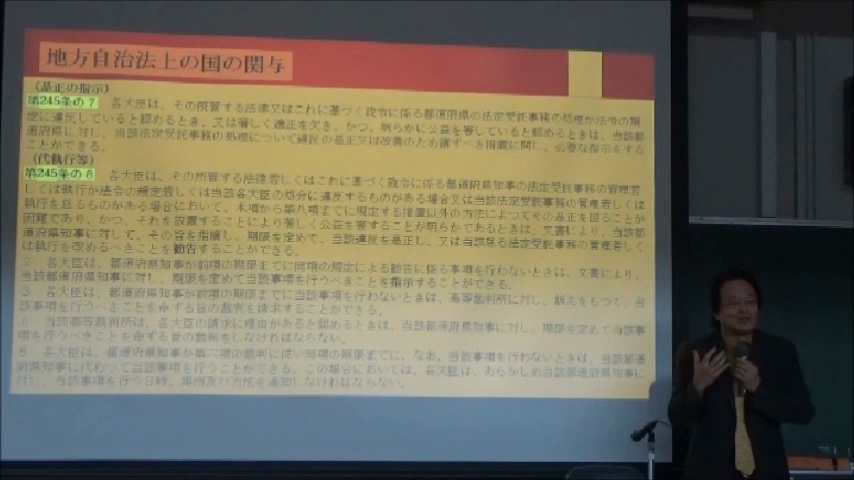 地方自治法上の国の関与
(是正の指示)
第245条の7　各大臣は、その所管する法律又はこれに基づく政令に係る都道府県の法定受託事務の処理が法令の規
定に違反していると認めるとき、又は著しく適正を欠き、かつ、明らかに公益を害していると認めるときは、当該都
道府県に対し、当該法定受託事務の処理について違反の是正又は改善のため講ずべき措置に関し、必要な指示をする
ことができる。
(代執行等)
第245条の8　各大臣は、その所管する法律若しくはこれに基づく政令に係る都道府県知事の法定受託事務の管理若
しくは執行が法令の規定若しくは当該各大臣の処分に違反するものがある場合又は当該法定受託事務の管理若しくは
執行を怠るものがある場合において、本項から第八項までに規定する措置以外の方法によつてその是正を図ることが
困難であり、かつ、それを放置することにより著しく公益を害することが明らかであるときは、文書により、当該都
道府県知事に対して、その旨を指摘し、期限を定めて、当該違反を是正し、又は当該怠る法定受託事務の管理若しく
は執行を改めるべきことを勧告することができる。
2　各大臣は、都道府県知事が前項の期限までに同項の規定による勧告に係る事項を行わないときは、文書により、
当該都道府県知事に対し、期限を定めて当該事項を行うべきことを指示することができる。
3　各大臣は、都道府県知事が前項の期限までに当該事項を行わないときは、高等裁判所に対し、訴えをもつて、当
該事項を行うべきことを命ずる旨の裁判を請求することができる。
6　当該高等裁判所は、各大臣の請求に理由があると認めるときは、当該都道府県知事に対し、期限を定めて当該事
項を行うべきことを命ずる旨の裁判をしなければならない。
8　各大臣は、都道府県知事が第六項の裁判に従い同項の期限までに、なお、当該事項を行わないときは、当該都道
府県知事に代わつて当該事項を行うことができる。この場合においては、各大臣は、あらかじめ当該都道府県知事に
対し、当該事項を行う日時、場所及び方法を通知しなければならない。